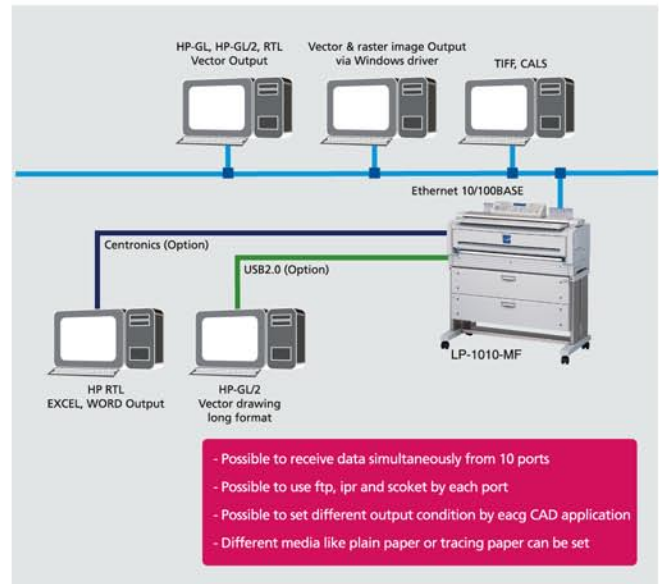 HP-GL, HP-GL/2, RTL
Vector Output
Vector & raster image Output
via Windows driver
TIFF, CALS
Ethernet 10/100BASE
Centronics (Option)
USB2.0 (Option)
LP-1010-MF
HP RTL
EXCEL, WORD Output
HP-GL/2
Vector drawing
long format
- Possible to receive data simultaneously from 10 ports
- Possible to use ftp, ipr and scoket by each port
- Possible to set different output condition by eacg CAD application
- Different media like plain paper or tracing paper can be set